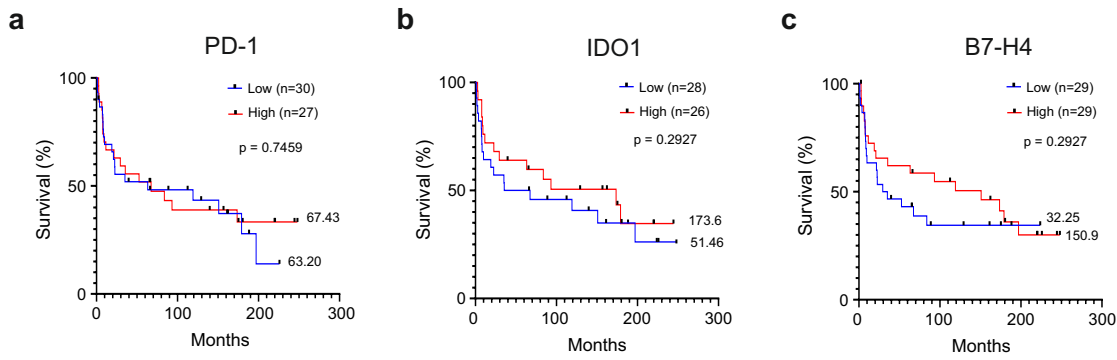 a
PD-1
Survival (%)
100
50
0
0
100
200
300
Months
Low (n=30)
High (n=27)
p = 0.7459
67.43
63.20
b
IDO1
Survival (%)
100
50
0
0
100
200
300
Months
Low (n=28)
High (n=26)
p = 0.2927
173.6
51.46
c
B7-H4
Survival (%)
100
50
0
0
100
200
300
Months
Low (n=29)
High (n=29)
p = 0.2927
32.25
150.9